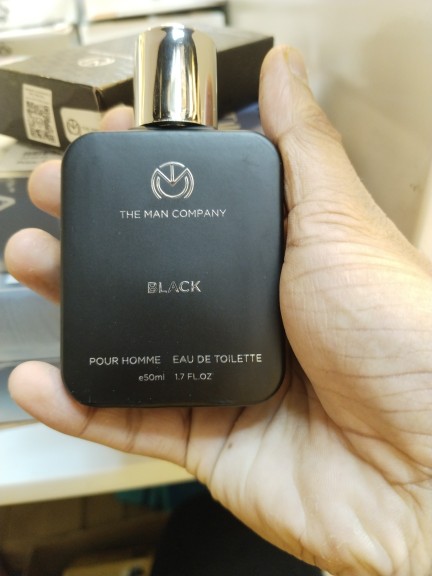 THE MAN COMPANY
BLACK
POUR HOMME EAU DE TOILETTE
e50ml 1.7 FL.OZ